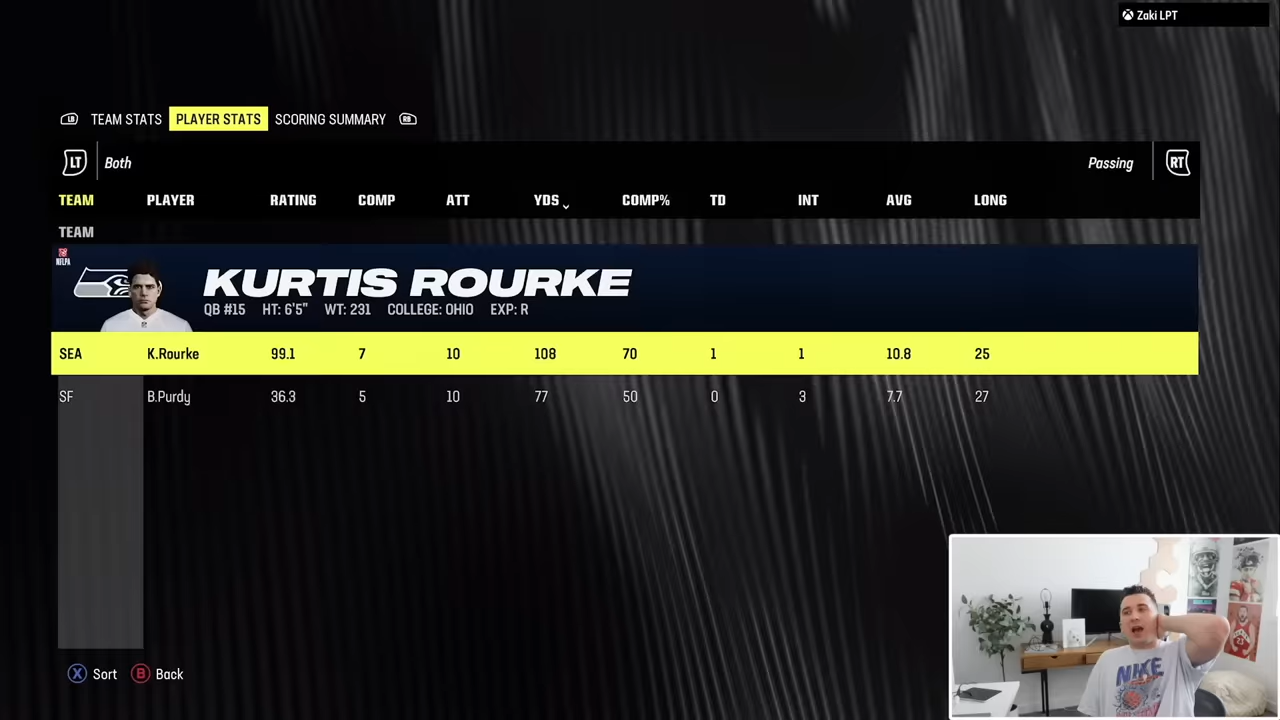 Zaki LPT
LB TEAM STATS PLAYER STATS SCORING SUMMARY RB
LT Both Passing RT
TEAM PLAYER RATING COMP ATT YDS COMP% TD INT AVG LONG
TEAM
NFLPA
KURTIS ROURKE
QB #15 HT: 6'5" WT: 231 COLLEGE: OHIO EXP: R
SEA K.Rourke 99.1 7 10 108 70 1 1 10.8 25
SF B.Purdy 36.3 5 10 77 50 0 3 7.7 27
X Sort B Back
NIKE